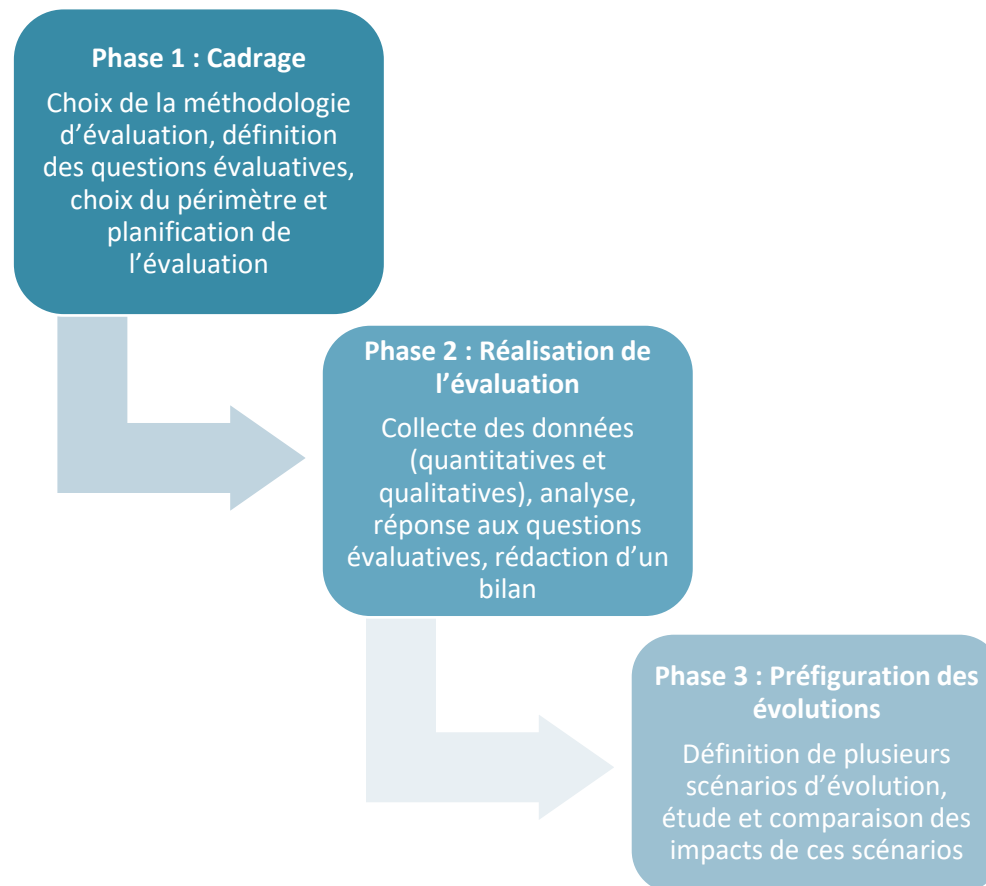 Phase 1 : Cadrage
Choix de la méthodologie
d’évaluation, définition
des questions évaluatives,
choix du périmètre et
planification de
l’évaluation
Phase 2 : Réalisation de
l’évaluation
Collecte des données
(quantitatives et
qualitatives), analyse,
réponse aux questions
évaluatives, rédaction d’un
bilan
Phase 3 : Préfiguration des
évolutions
Définition de plusieurs
scénarios d’évolution,
étude et comparaison des
impacts de ces scénarios